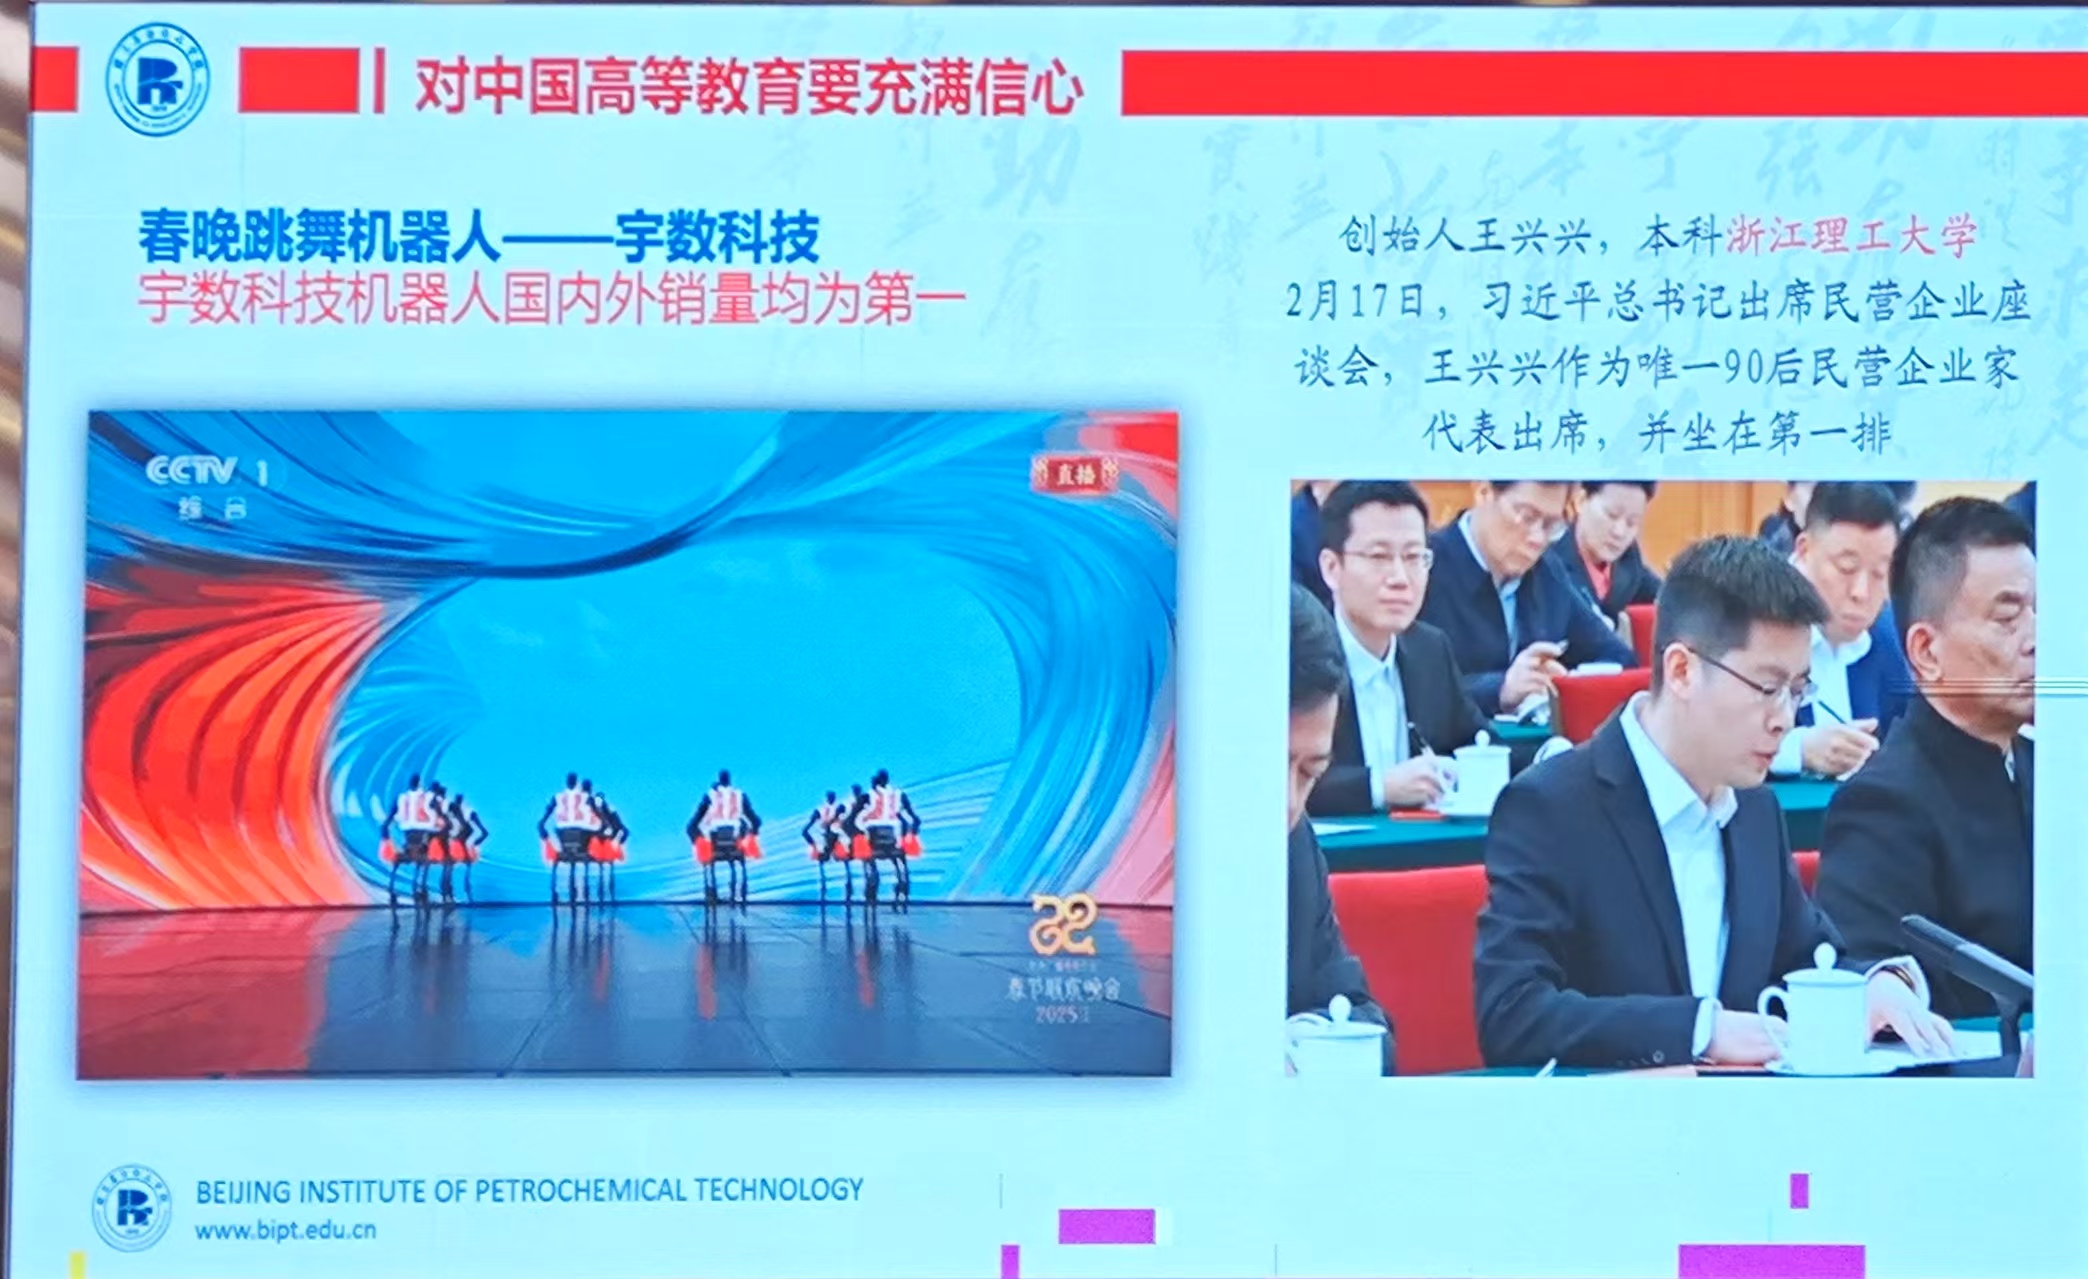 对中国高等教育要充满信心
春晚跳舞机器人——宇数科技
宇数科技机器人国内外销量均为第一
创始人王兴兴，本科浙江理工大学
2月17日，习近平总书记出席民营企业座
谈会，王兴兴作为唯一90后民营企业家
代表出席，并坐在第一排
CCTV 1
综合
直播
春节联欢晚会
2025
BEIJING INSTITUTE OF PETROCHEMICAL TECHNOLOGY
www.bipt.edu.cn